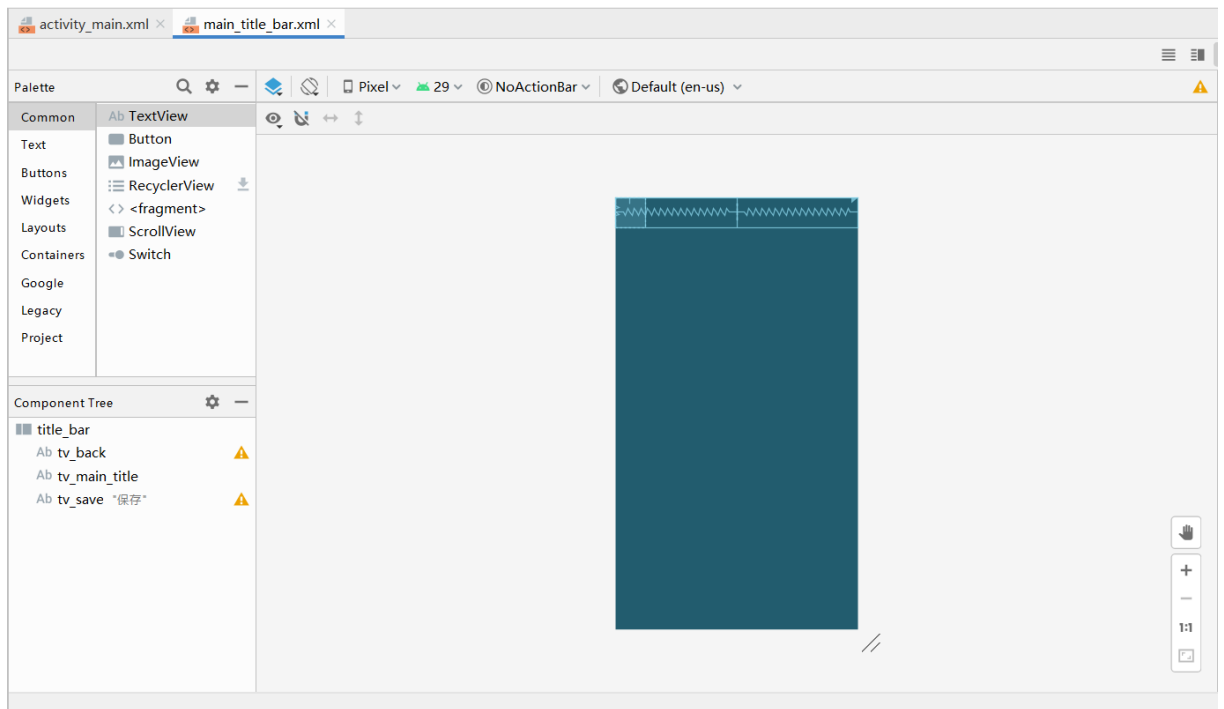 activity_main.xml
main_title_bar.xml
Palette
Pixel
29
NoActionBar
Default (en-us)
Common
Text
Buttons
Widgets
Layouts
Containers
Google
Legacy
Project
Ab TextView
Button
ImageView
RecyclerView
<fragment>
ScrollView
Switch
Component Tree
title_bar
Ab tv_back
Ab tv_main_title
Ab tv_save "保存"
1:1